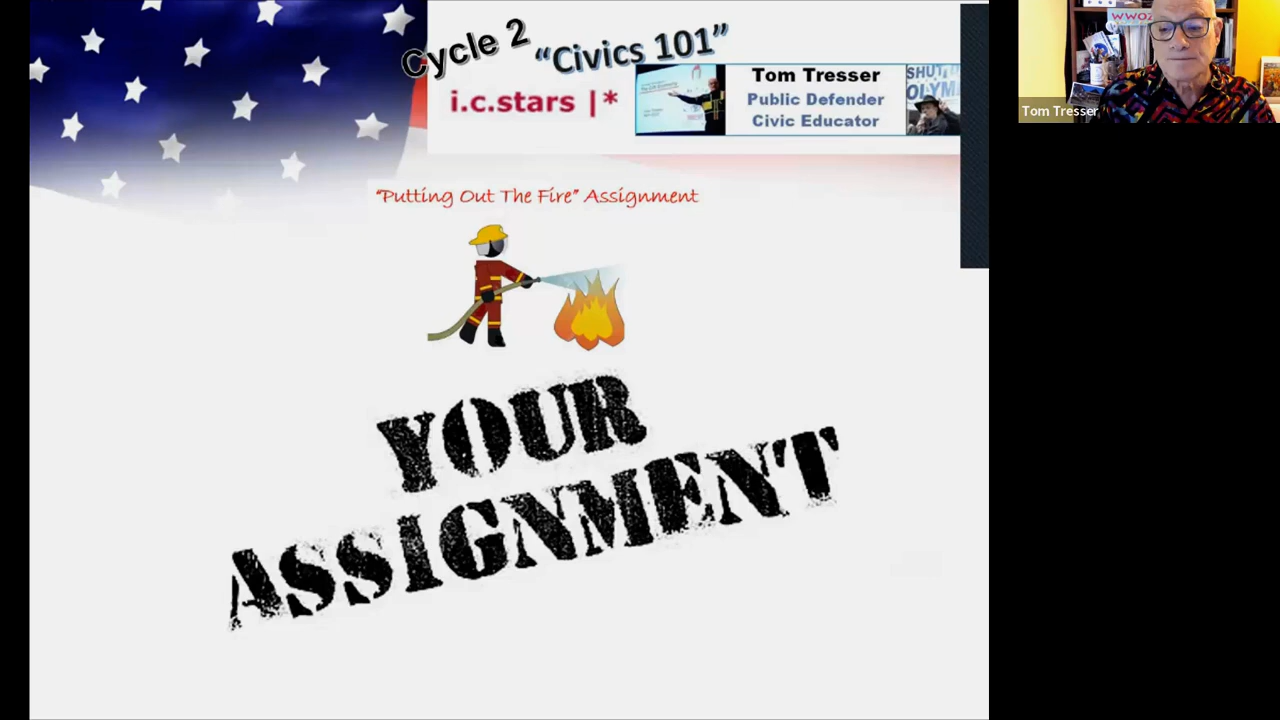 Cycle 2 “Civics 101”
i.c.stars |*
Tom Tresser
Public Defender
Civic Educator
“Putting Out The Fire” Assignment
YOUR
ASSIGNMENT
WWOZ
Tom Tresser